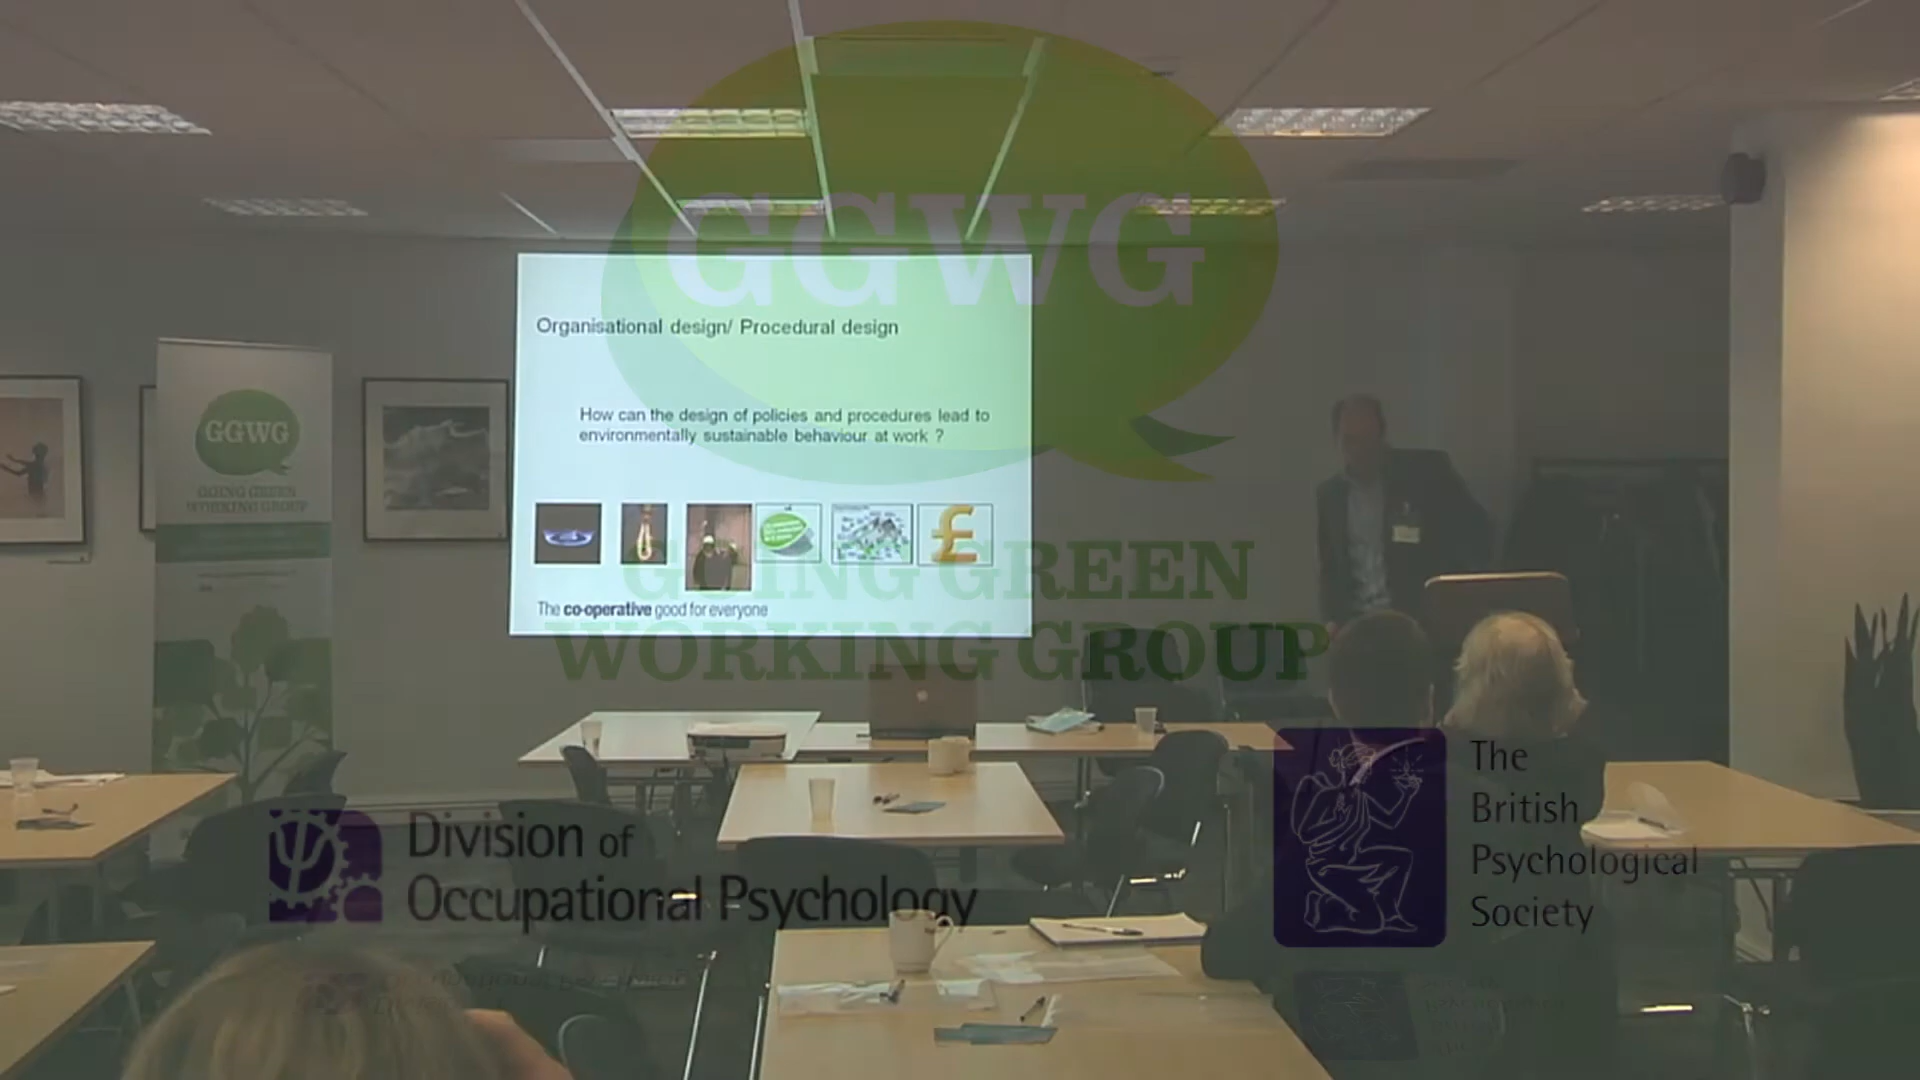 GGWG
GOING GREEN
WORKING GROUP
Organisational design/ Procedural design
How can the design of policies and procedures lead to
environmentally sustainable behaviour at work ?
£
The co-operative good for everyone
GGWG
GOING GREEN
WORKING GROUP
Division of
Occupational Psychology
The
British
Psychological
Society